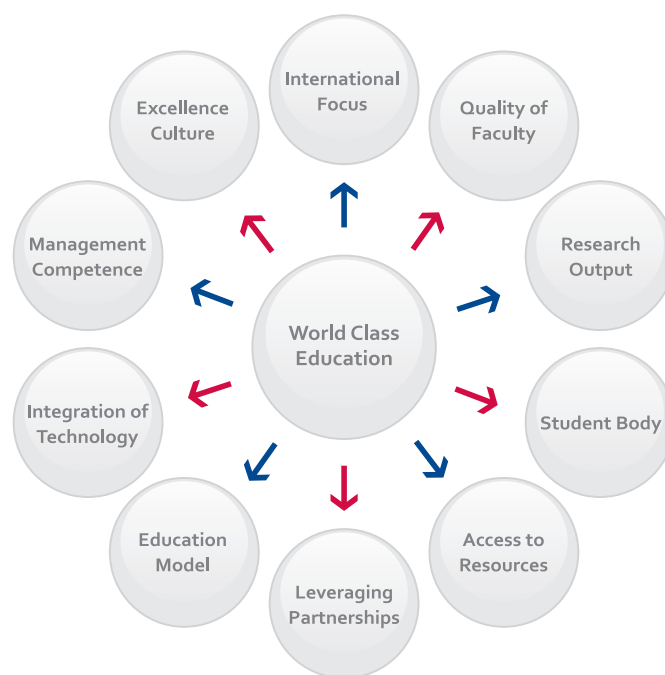 International
Focus
Quality of
Faculty
Research
Output
Student Body
Access to
Resources
Leveraging
Partnerships
Education
Model
Integration of
Technology
Management
Competence
Excellence
Culture
World Class
Education